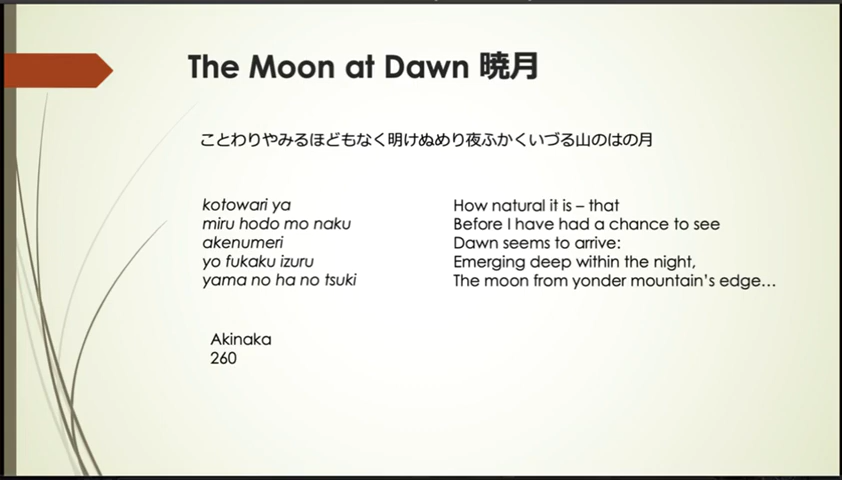 The Moon at Dawn 暁月
ことわりやみるほどもなく明けぬめり夜ふかくいづる山のはの月
kotowari ya
miru hodo mo naku
akenumeri
yo fukaku izuru
yama no ha no tsuki
How natural it is – that
Before I have had a chance to see
Dawn seems to arrive:
Emerging deep within the night,
The moon from yonder mountain's edge…
Akinaka
260